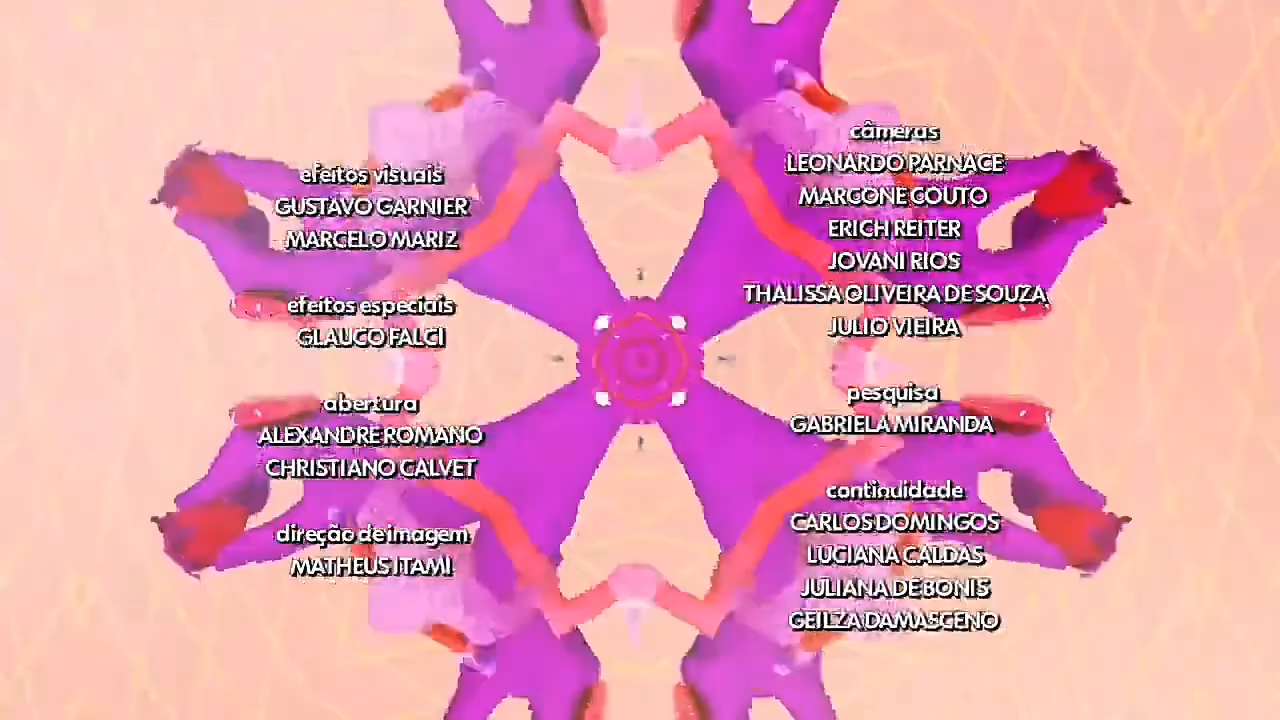 efeitos visuais
GUSTAVO GARNIER
MARCELO MARIZ
efeitos especiais
GLAUCO FALCI
abertura
ALEXANDRE ROMANO
CHRISTIANO CALVET
direção de imagem
MATHEUS ITAMI
câmeras
LEONARDO PARNACE
MARCONE COUTO
ERICH REITER
JOVANI RIOS
THALISSA OLIVEIRA DE SOUZA
JULIO VIEIRA
pesquisa
GABRIELA MIRANDA
continuidade
CARLOS DOMINGOS
LUCIANA CALDAS
JULIANA DE BONIS
GEILZA DAMASCENO